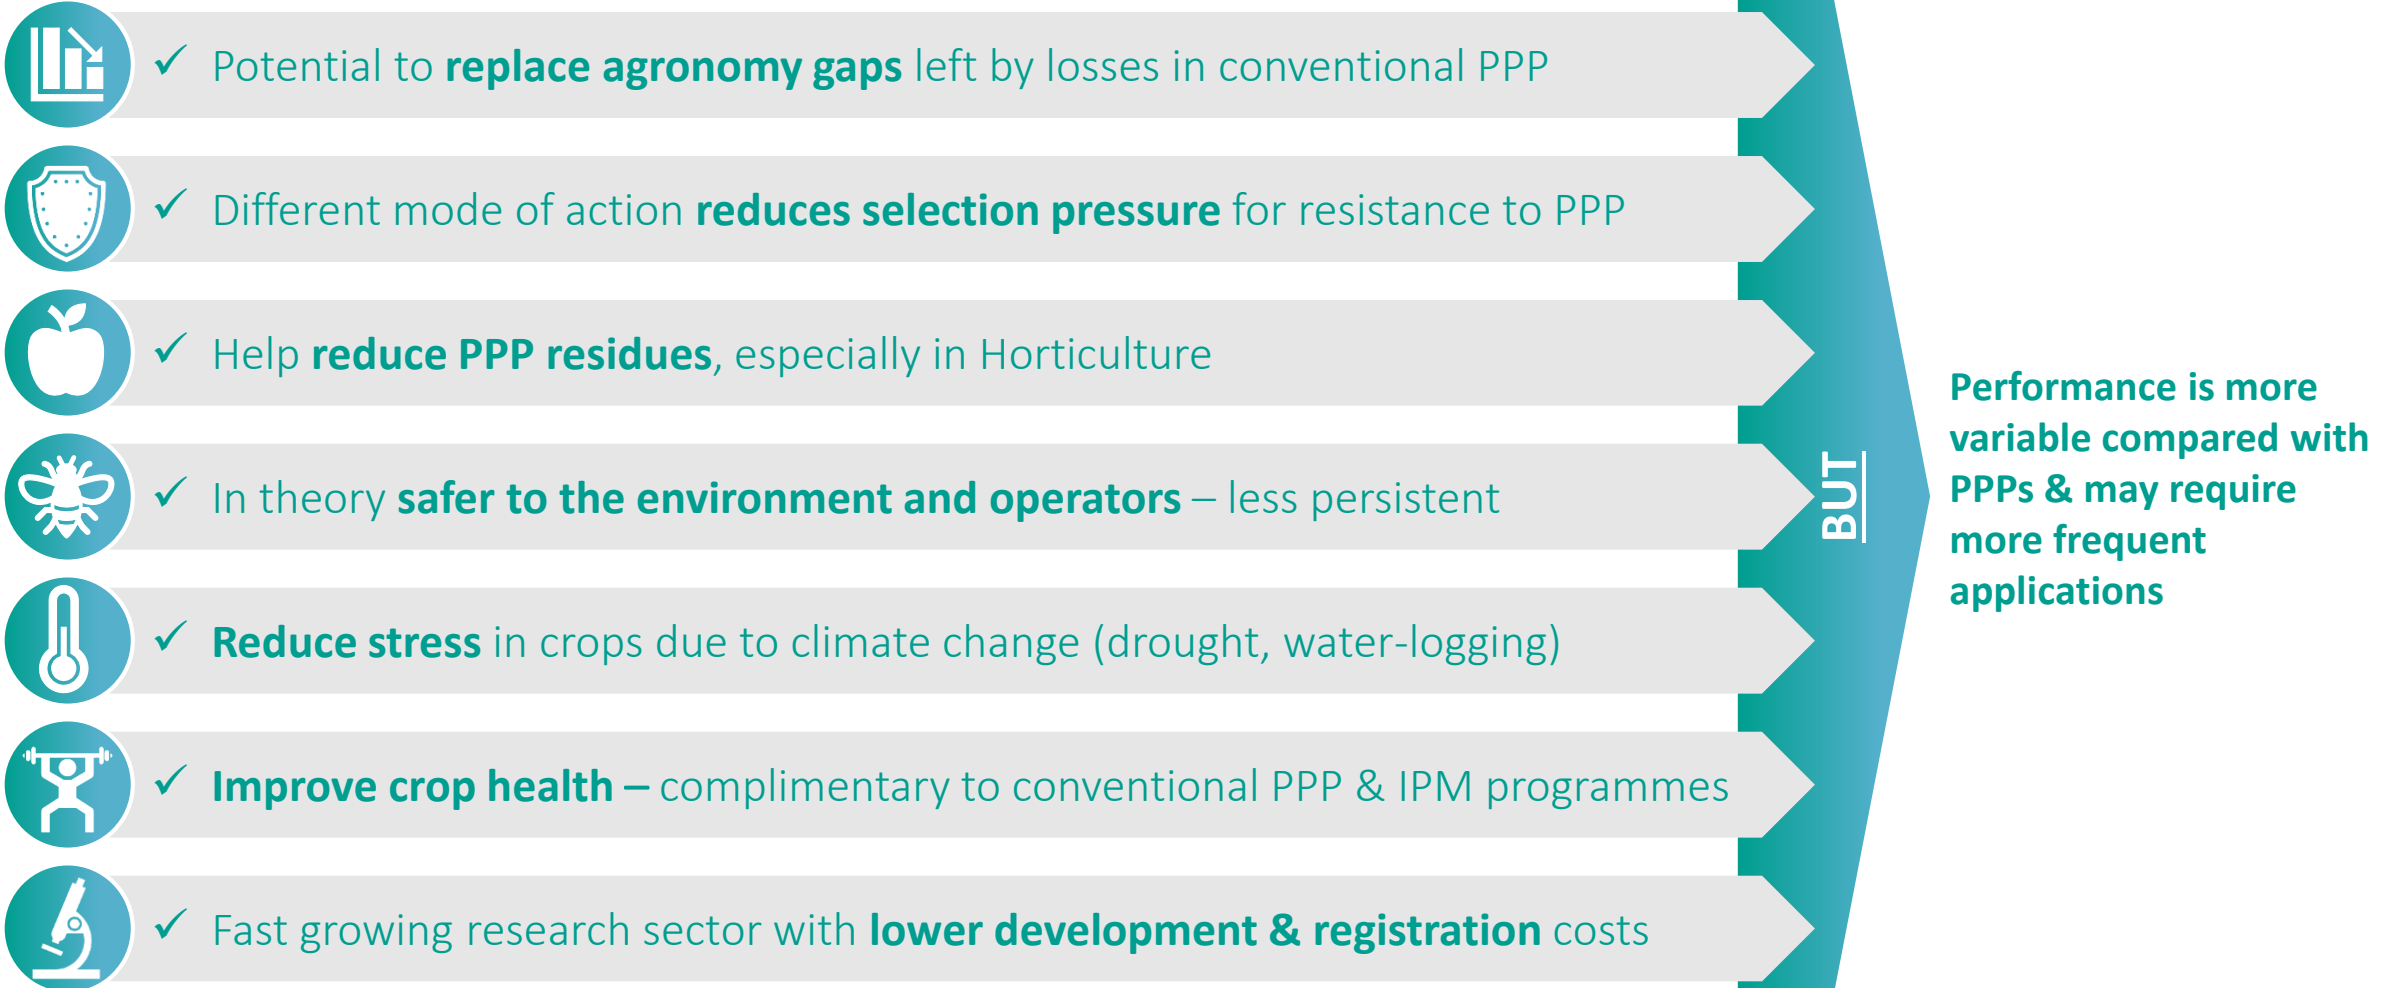 ✓ Potential to replace agronomy gaps left by losses in conventional PPP
✓ Different mode of action reduces selection pressure for resistance to PPP
✓ Help reduce PPP residues, especially in Horticulture
✓ In theory safer to the environment and operators – less persistent
✓ Reduce stress in crops due to climate change (drought, water-logging)
✓ Improve crop health – complimentary to conventional PPP & IPM programmes
✓ Fast growing research sector with lower development & registration costs
BUT
Performance is more
variable compared with
PPPs & may require
more frequent
applications